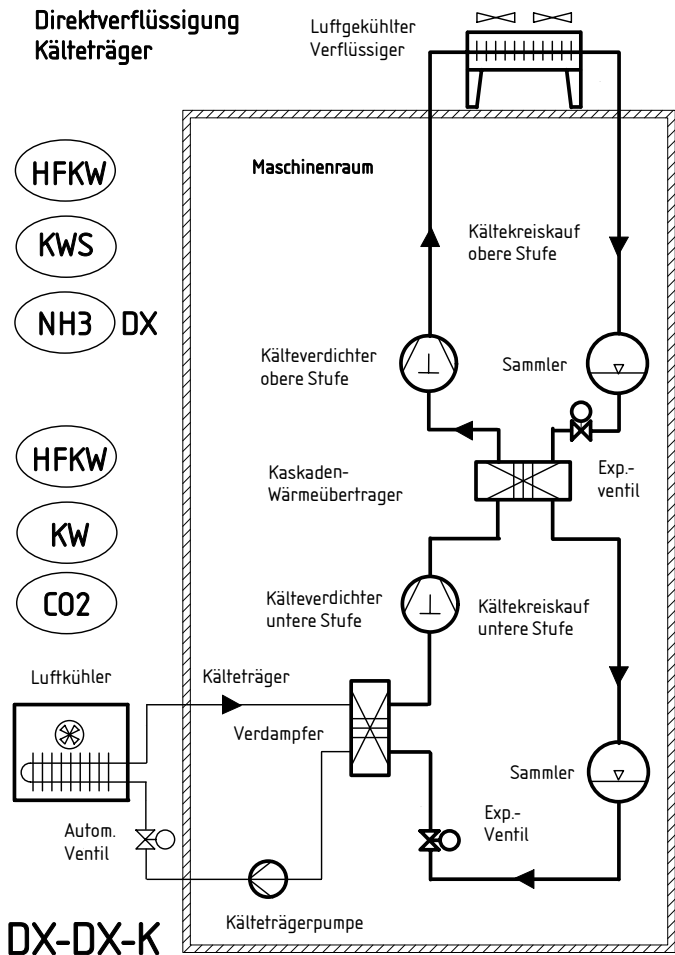 Direktverflüssigung
Kälteträger
Luftgekühlter
Verflüssiger
HFKW
KWS
NH3 DX
Maschinenraum
Kältekreiskauf
obere Stufe
Kälteverdichter
obere Stufe
Sammler
HFKW
KW
CO2
Kaskaden-
Wärmeübertrager
Exp.-
ventil
Kälteverdichter
untere Stufe
Kältekreiskauf
untere Stufe
Luftkühler
Kälteträger
Verdampfer
Sammler
Autom.
Ventil
Exp.-
Ventil
Kälteträgerpumpe
DX-DX-K